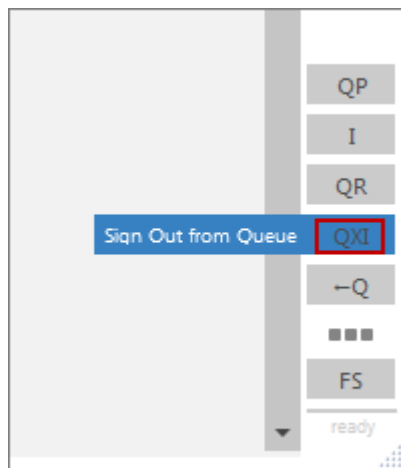 QP
I
QR
Sign Out from Queue QXI
←Q
FS
ready